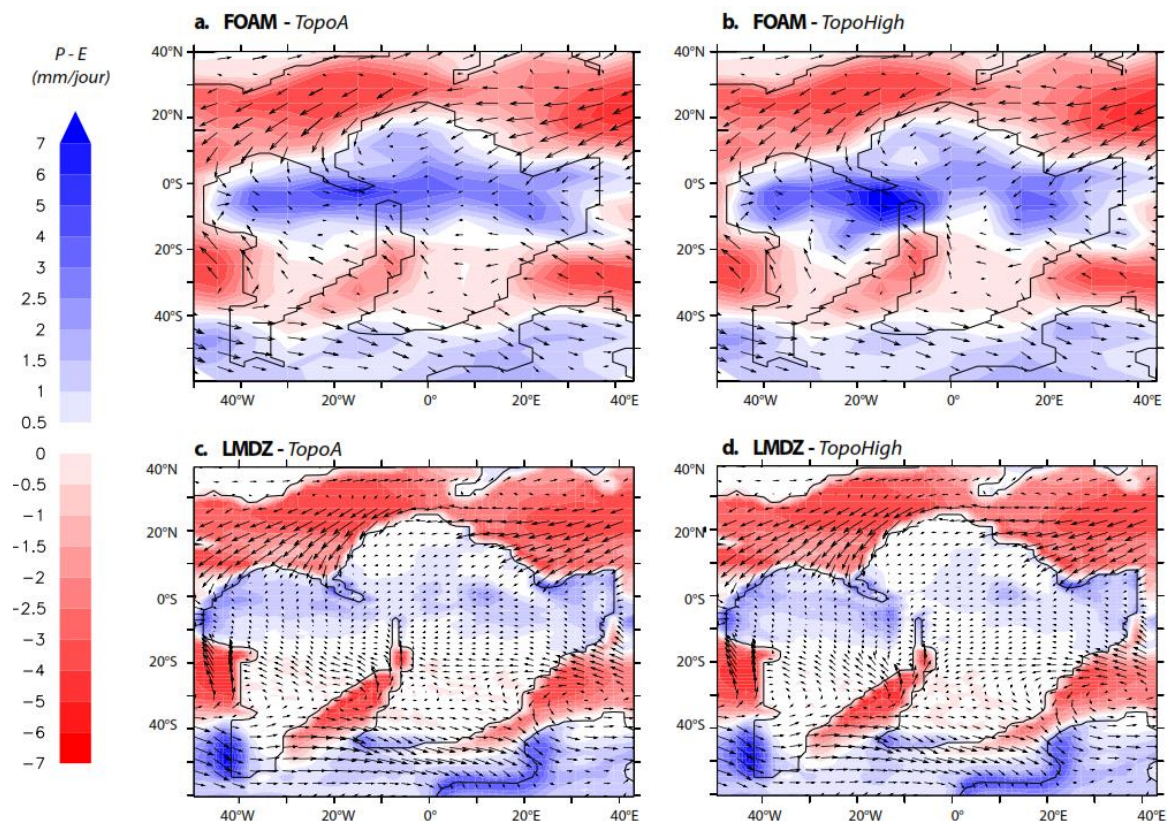 a. FOAM - TopoA
b. FOAM - TopoHigh
P - E
(mm/jour)
7
6
5
4
3
2.5
2
1.5
1
0.5
0
-0.5
-1
-1.5
-2
-2.5
-3
-4
-5
-6
-7
40°N
20°N
0°S
20°S
40°S
40°W
20°W
0°
20°E
40°E
40°N
20°N
0°S
20°S
40°S
40°W
20°W
0°
20°E
40°E
c. LMDZ - TopoA
d. LMDZ - TopoHigh
40°N
20°N
0°S
20°S
40°S
40°W
20°W
0°
20°E
40°E
40°N
20°N
0°S
20°S
40°S
40°W
20°W
0°
20°E
40°E